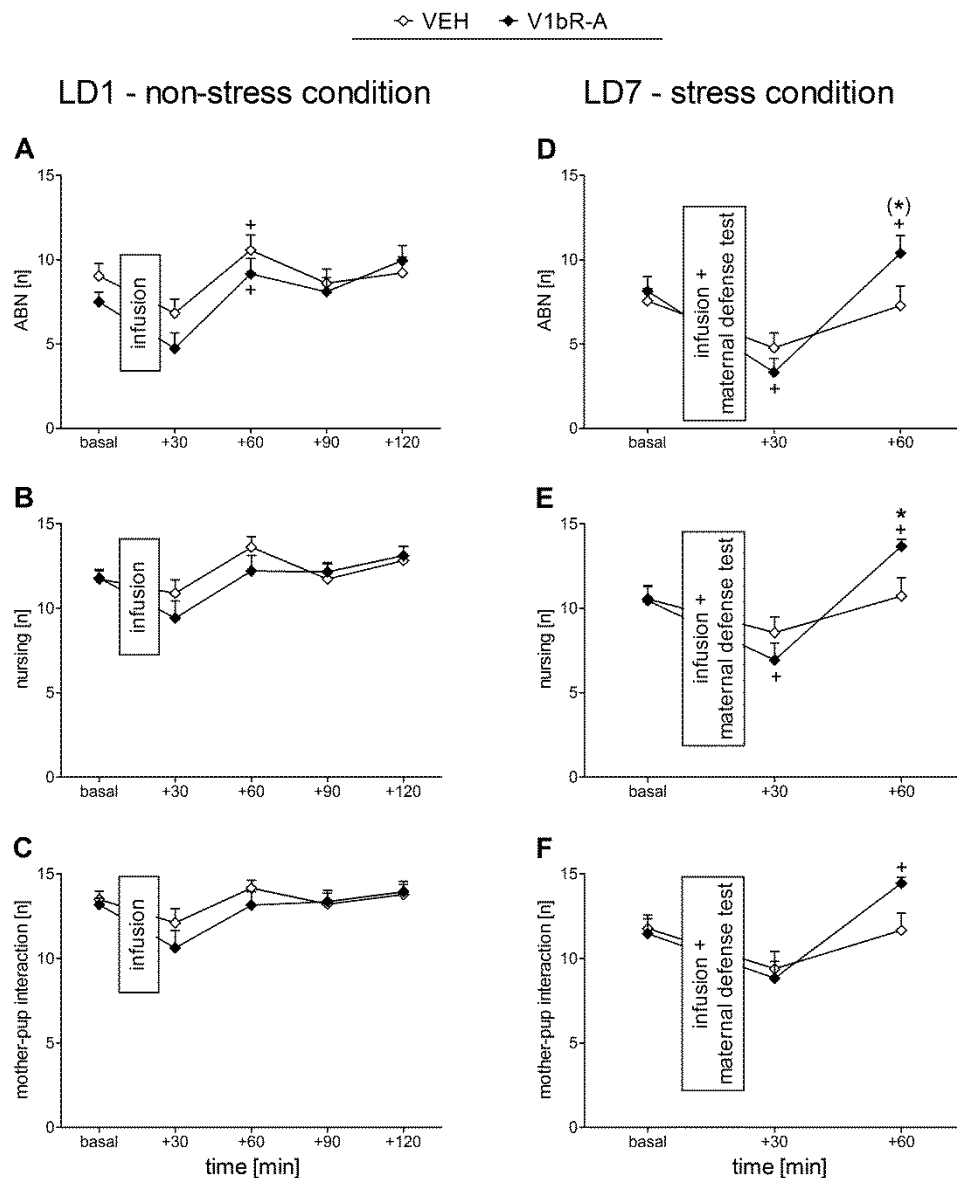 VEH V1bR-A
LD1 - non-stress condition
LD7 - stress condition
A
15
10
5
0
ABN [n]
infusion
+
+
basal +30 +60 +90 +120
D
15
10
5
0
ABN [n]
infusion +
maternal defense test
(*)
+
+
basal +30 +60
B
15
10
5
0
nursing [n]
infusion
basal +30 +60 +90 +120
E
15
10
5
0
nursing [n]
infusion +
maternal defense test
*
+
+
basal +30 +60
C
15
10
5
0
mother-pup interaction [n]
infusion
basal +30 +60 +90 +120
time [min]
F
15
10
5
0
mother-pup interaction [n]
infusion +
maternal defense test
+
basal +30 +60
time [min]